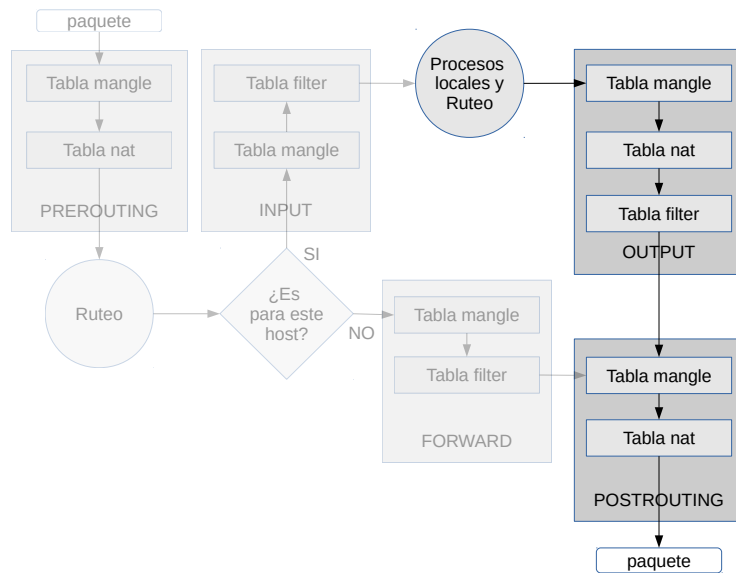 paquete
Tabla mangle
Tabla nat
PREROUTING
Ruteo
Tabla filter
Tabla mangle
INPUT
SI
¿Es
para este
host?
NO
Procesos
locales y
Ruteo
Tabla mangle
Tabla nat
Tabla filter
OUTPUT
Tabla mangle
Tabla filter
FORWARD
Tabla mangle
Tabla nat
POSTROUTING
paquete